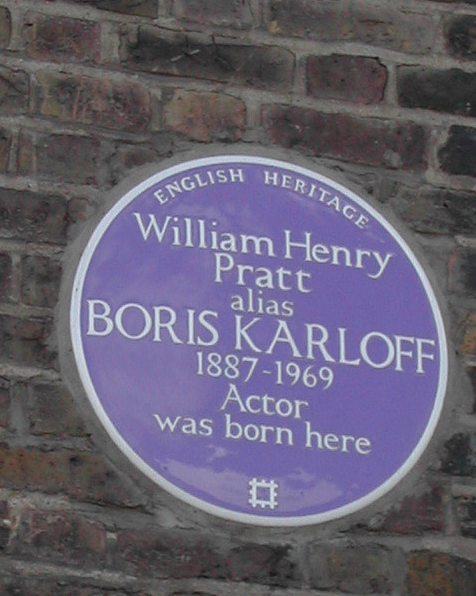 ENGLISH HERITAGE
William Henry
Pratt
alias
BORIS KARLOFF
1887-1969
Actor
was born here